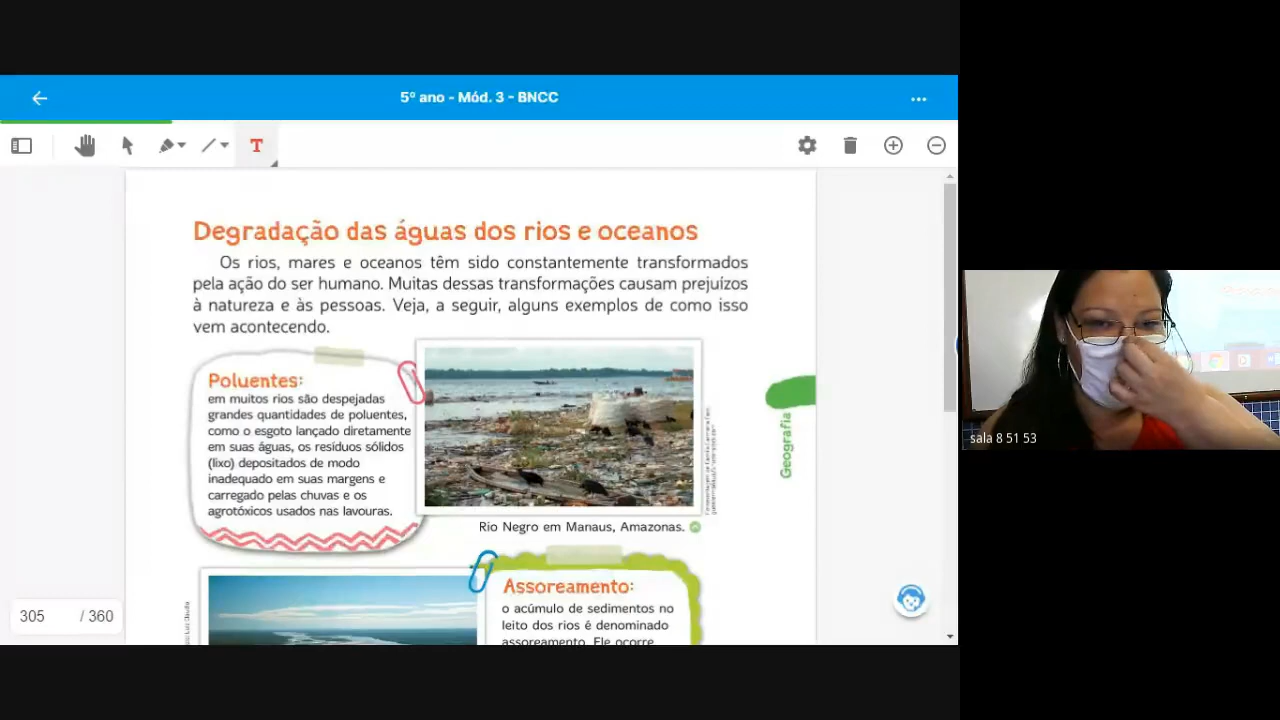 5º ano - Mód. 3 - BNCC
T
Degradação das águas dos rios e oceanos
Os rios, mares e oceanos têm sido constantemente transformados
pela ação do ser humano. Muitas dessas transformações causam prejuízos
à natureza e às pessoas. Veja, a seguir, alguns exemplos de como isso
vem acontecendo.
Poluentes:
em muitos rios são despejadas
grandes quantidades de poluentes,
como o esgoto lançado diretamente
em suas águas, os resíduos sólidos
(lixo) depositados de modo
inadequado em suas margens e
carregado pelas chuvas e os
agrotóxicos usados nas lavouras.
Rio Negro em Manaus, Amazonas.
Geografia
Assoreamento:
o acúmulo de sedimentos no
leito dos rios é denominado
assoreamento. Ele ocorre
305 / 360
sala 8 51 53